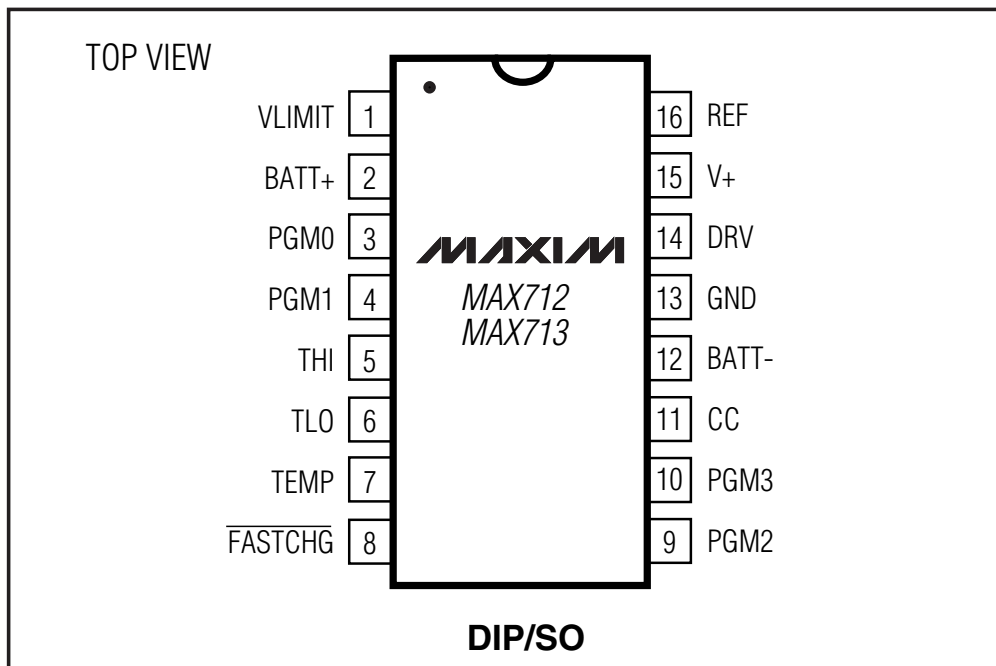 TOP VIEW
VLIMIT 1
BATT+ 2
PGM0 3
PGM1 4
THI 5
TLO 6
TEMP 7
FASTCHG 8
MAXIM
MAX712
MAX713
16 REF
15 V+
14 DRV
13 GND
12 BATT-
11 CC
10 PGM3
9 PGM2
DIP/SO